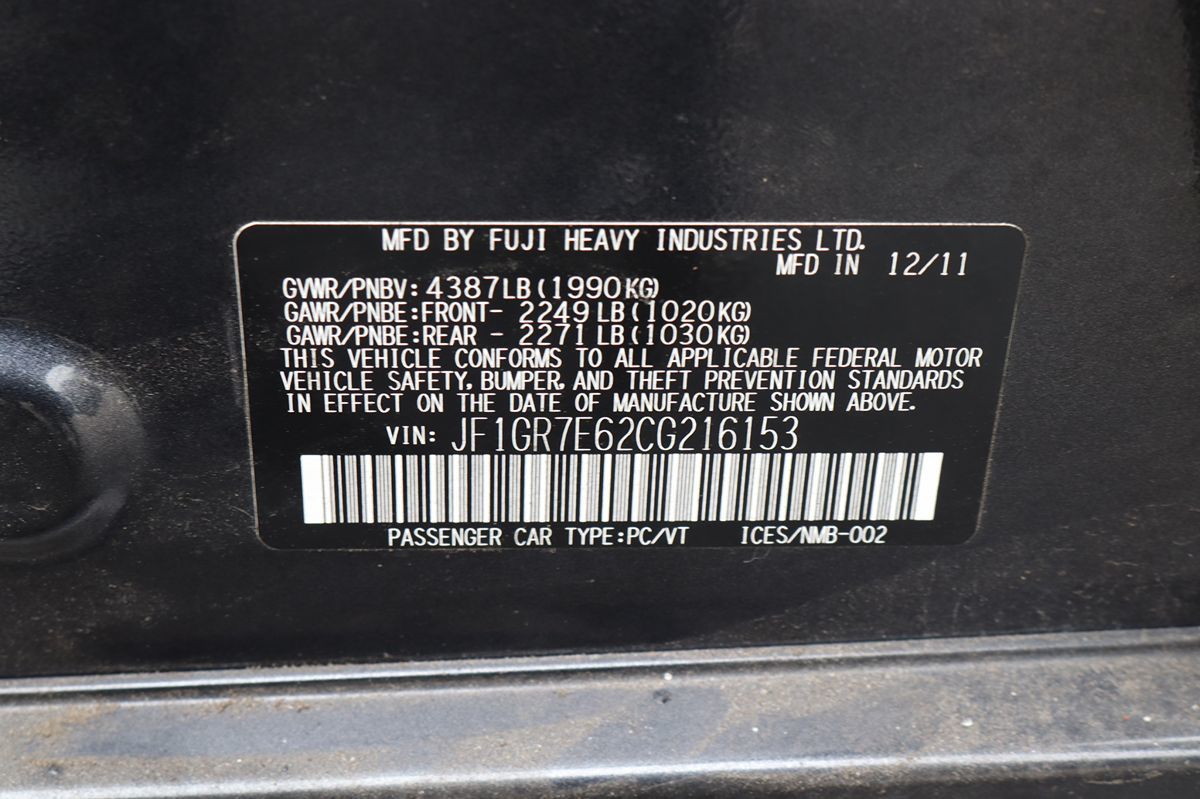 MFD BY FUJI HEAVY INDUSTRIES LTD.
MFD IN 12/11
GVWR/PNBV: 4387LB(1990KG)
GAWR/PNBE:FRONT- 2249 LB(1020KG)
GAWR/PNBE:REAR - 2271 LB(1030KG)
THIS VEHICLE CONFORMS TO ALL APPLICABLE FEDERAL MOTOR
VEHICLE SAFETY, BUMPER, AND THEFT PREVENTION STANDARDS
IN EFFECT ON THE DATE OF MANUFACTURE SHOWN ABOVE.
VIN: JF1GR7E62CG216153
PASSENGER CAR TYPE:PC/VT ICES/NMB-002